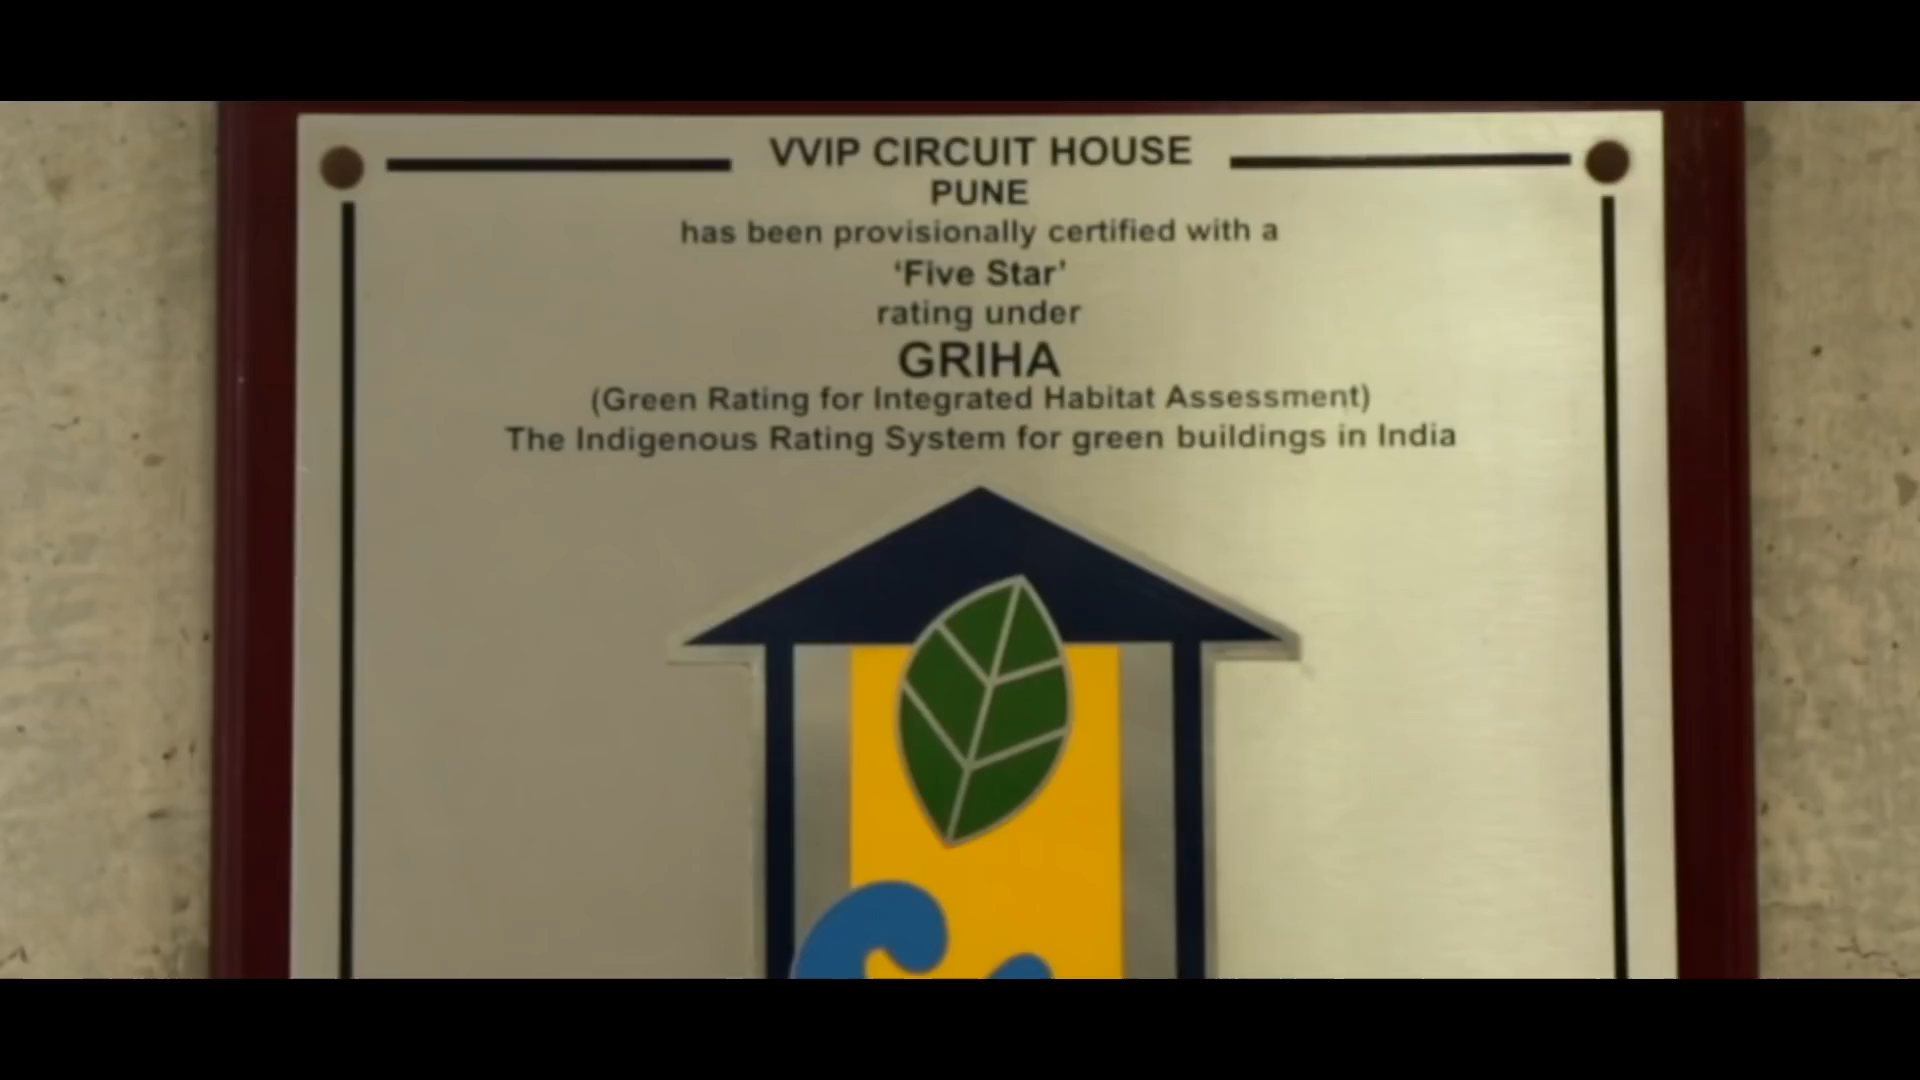 VVIP CIRCUIT HOUSE
PUNE
has been provisionally certified with a
‘Five Star’
rating under
GRIHA
(Green Rating for Integrated Habitat Assessment)
The Indigenous Rating System for green buildings in India